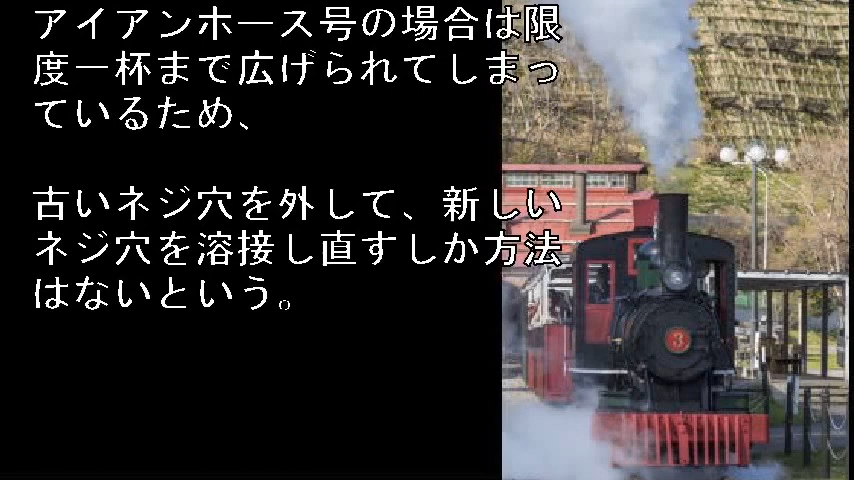 アイアンホース号の場合は限
度一杯まで広げられてしまっ
ているため、
古いネジ穴を外して、新しい
ネジ穴を溶接し直すしか方法
はないという。
3